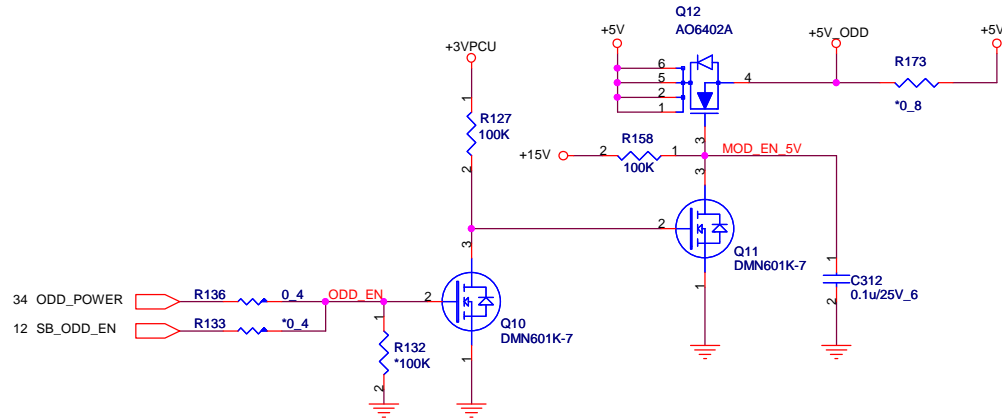 Q12
AO6402A
+5V
+5V_ODD
+5V
+3VPCU
6
5
2
1
4
R173
*0_8
1
R127
100K
2
3
R158
+15V
2
1
100K
MOD_EN_5V
3
3
2
2
Q11
DMN601K-7
1
1
C312
0.1u/25V_6
2
34
ODD_POWER
R136
0_4
ODD_EN
12
SB_ODD_EN
R133
*0_4
1
R132
*100K
2
Q10
DMN601K-7
1